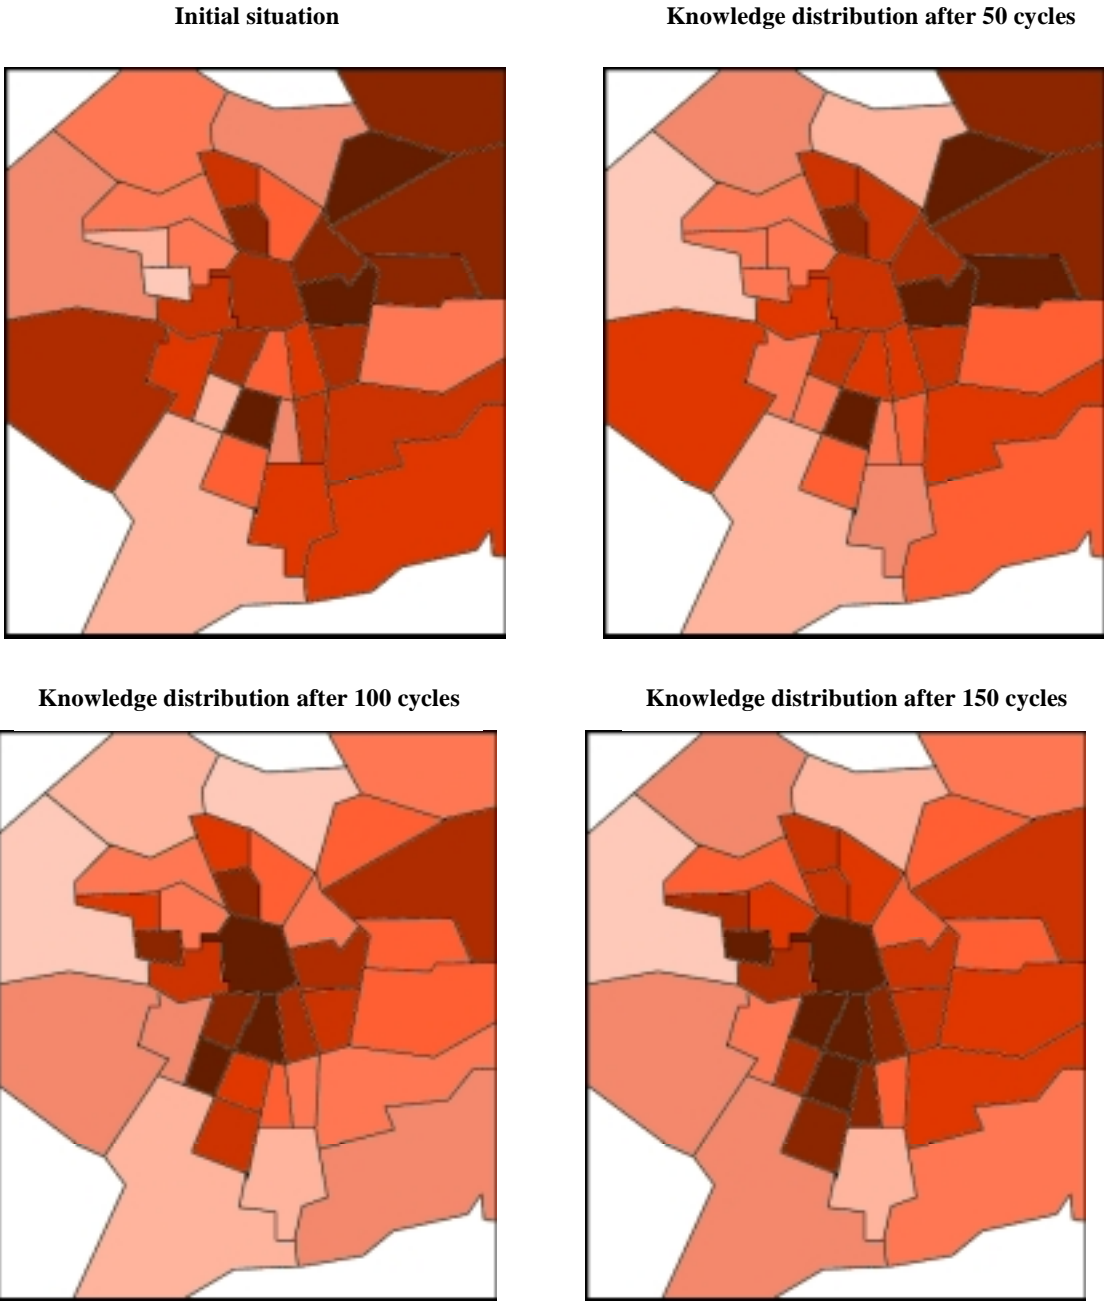 Initial situation
Knowledge distribution after 50 cycles
Knowledge distribution after 100 cycles
Knowledge distribution after 150 cycles